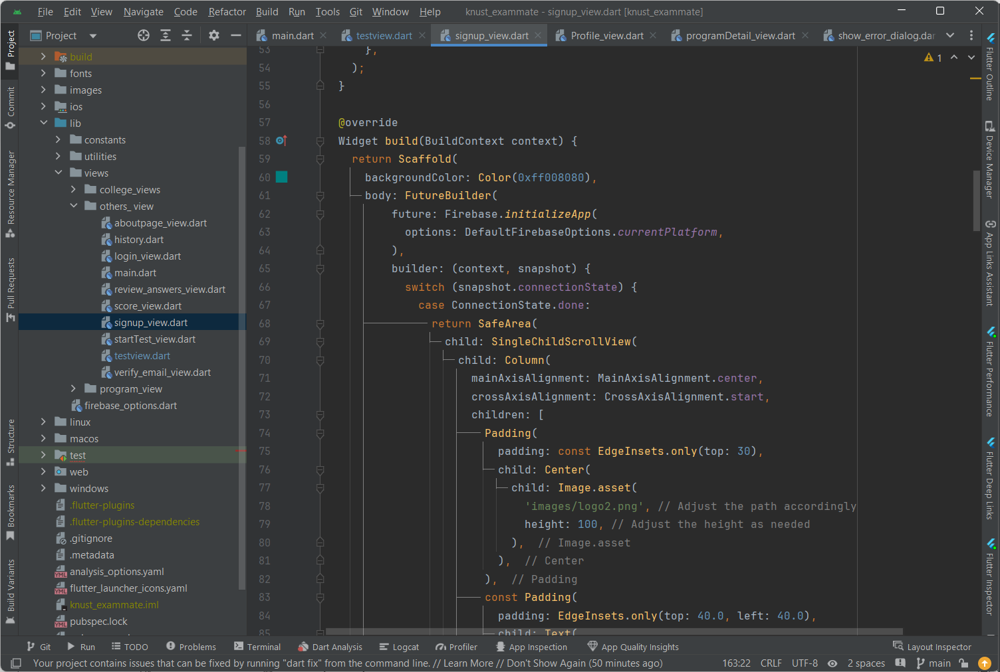 File Edit View Navigate Code Refactor Build Run Tools Git Window Help knust_exammate - signup_view.dart [knust_exammate]
Project
main.dart testview.dart signup_view.dart Profile_view.dart programDetail_view.dart show_error_dialog.dar
Project
Commit
Resource Manager
Pull Requests
Structure
Bookmarks
Build Variants
build
fonts
images
ios
lib
constants
utilities
views
college_views
others_ view
aboutpage_view.dart
history.dart
login_view.dart
main.dart
review_answers_view.dart
score_view.dart
signup_view.dart
startTest_view.dart
testview.dart
verify_email_view.dart
program_view
firebase_options.dart
linux
macos
test
web
windows
.flutter-plugins
.flutter-plugins-dependencies
.gitignore
.metadata
analysis_options.yaml
flutter_launcher_icons.yaml
knust_exammate.iml
pubspec.lock
1
53 },
54 );
55 }
56
57 @override
58 Widget build(BuildContext context) {
59 return Scaffold(
60 backgroundColor: Color(0xff008080),
61 body: FutureBuilder(
62 future: Firebase.initializeApp(
63 options: DefaultFirebaseOptions.currentPlatform,
64 ),
65 builder: (context, snapshot) {
66 switch (snapshot.connectionState) {
67 case ConnectionState.done:
68 return SafeArea(
69 child: SingleChildScrollView(
70 child: Column(
71 mainAxisAlignment: MainAxisAlignment.center,
72 crossAxisAlignment: CrossAxisAlignment.start,
73 children: [
74 Padding(
75 padding: const EdgeInsets.only(top: 30),
76 child: Center(
77 child: Image.asset(
78 'images/logo2.png', // Adjust the path accordingly
79 height: 100, // Adjust the height as needed
80 ), // Image.asset
81 ), // Center
82 ), // Padding
83 const Padding(
84 padding: EdgeInsets.only(top: 40.0, left: 40.0),
85 child: Text(
Flutter Outline
Device Manager
App Links Assistant
Flutter Performance
Flutter Deep Links
Flutter Inspector
Git Run TODO Problems Terminal Dart Analysis Logcat Profiler App Inspection App Quality Insights Layout Inspector
Your project contains issues that can be fixed by running "dart fix" from the command line. // Learn More // Don't Show Again (50 minutes ago) 163:22 CRLF UTF-8 2 spaces main